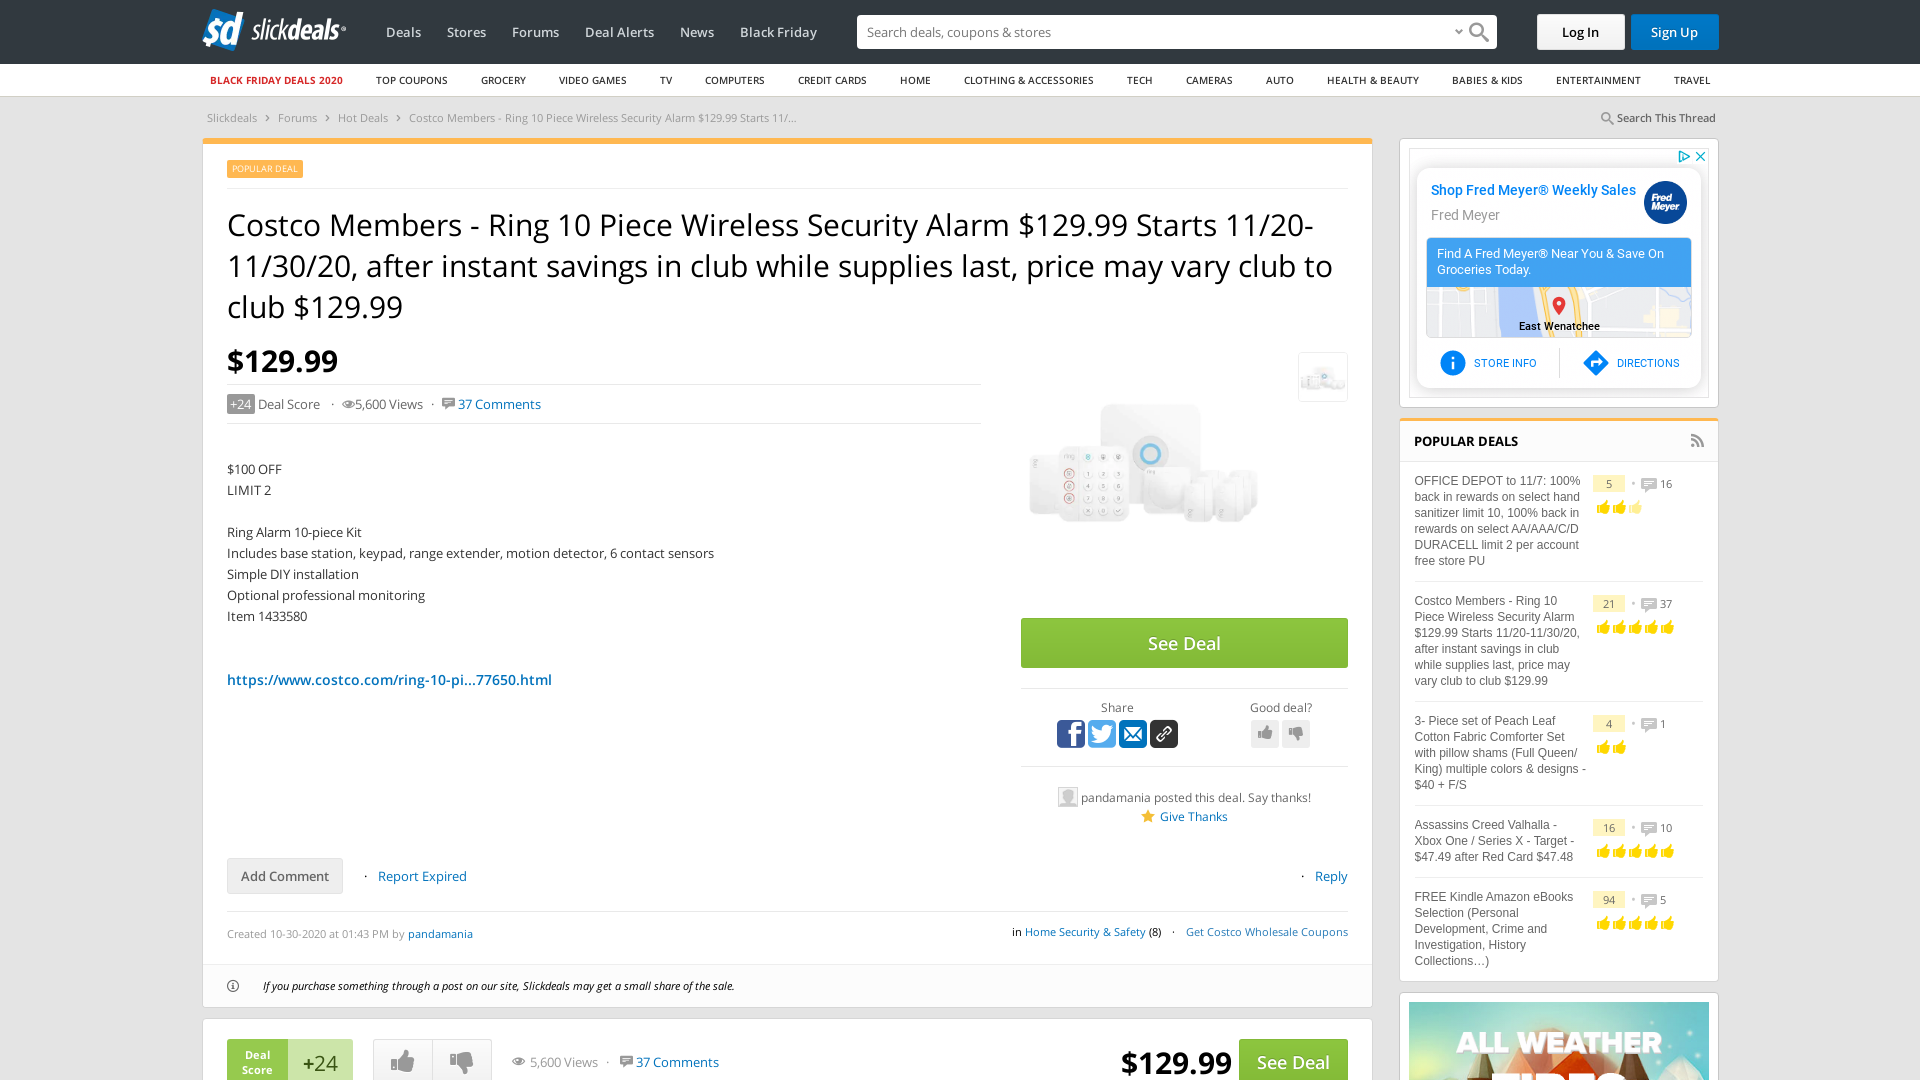 slickdeals
Deals
Stores
Forums
Deal Alerts
News
Black Friday
Search deals, coupons & stores
Log In
Sign Up
BLACK FRIDAY DEALS 2020
TOP COUPONS
GROCERY
VIDEO GAMES
TV
COMPUTERS
CREDIT CARDS
HOME
CLOTHING & ACCESSORIES
TECH
CAMERAS
AUTO
HEALTH & BEAUTY
BABIES & KIDS
ENTERTAINMENT
TRAVEL
Slickdeals › Forums › Hot Deals › Costco Members - Ring 10 Piece Wireless Security Alarm $129.99 Starts 11/...
Search This Thread
POPULAR DEAL
Costco Members - Ring 10 Piece Wireless Security Alarm $129.99 Starts 11/20-
11/30/20, after instant savings in club while supplies last, price may vary club to
club $129.99
$129.99
+24 Deal Score · 5,600 Views · 37 Comments
$100 OFF
LIMIT 2
Ring Alarm 10-piece Kit
Includes base station, keypad, range extender, motion detector, 6 contact sensors
Simple DIY installation
Optional professional monitoring
Item 1433580
https://www.costco.com/ring-10-pi...77650.html
See Deal
Share
Good deal?
pandamania posted this deal. Say thanks!
Give Thanks
Add Comment · Report Expired
· Reply
Created 10-30-2020 at 01:43 PM by pandamania
in Home Security & Safety (8) · Get Costco Wholesale Coupons
If you purchase something through a post on our site, Slickdeals may get a small share of the sale.
Deal
Score
+24
5,600 Views · 37 Comments
$129.99
See Deal
Shop Fred Meyer® Weekly Sales
Fred Meyer
Fred
Meyer
Find A Fred Meyer® Near You & Save On
Groceries Today.
East Wenatchee
STORE INFO
DIRECTIONS
POPULAR DEALS
OFFICE DEPOT to 11/7: 100%
back in rewards on select hand
sanitizer limit 10, 100% back in
rewards on select AA/AAA/C/D
DURACELL limit 2 per account
free store PU
5 • 16
Costco Members - Ring 10
Piece Wireless Security Alarm
$129.99 Starts 11/20-11/30/20,
after instant savings in club
while supplies last, price may
vary club to club $129.99
21 • 37
3- Piece set of Peach Leaf
Cotton Fabric Comforter Set
with pillow shams (Full Queen/
King) multiple colors & designs -
$40 + F/S
4 • 1
Assassins Creed Valhalla -
Xbox One / Series X - Target -
$47.49 after Red Card $47.48
16 • 10
FREE Kindle Amazon eBooks
Selection (Personal
Development, Crime and
Investigation, History
Collections…)
94 • 5
ALL WEATHER